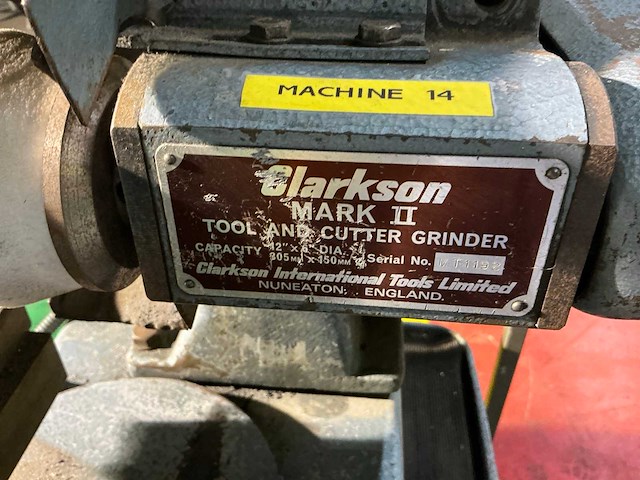 MACHINE 14
Clarkson
MARK II
TOOL AND CUTTER GRINDER
CAPACITY 12" × 6" DIA
305MM × 150MM Serial No.
Clarkson International Tools Limited
NUNEATON. ENGLAND.